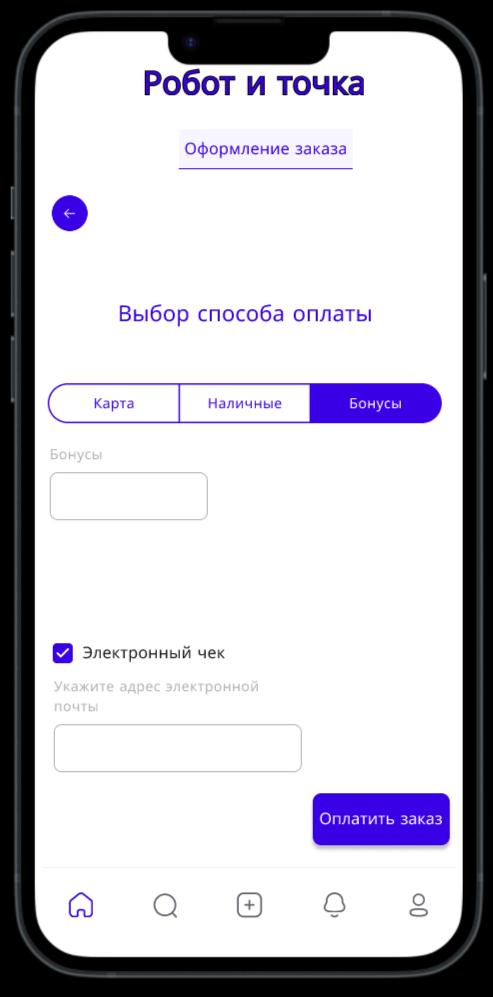 Робот и точка
Оформление заказа
Выбор способа оплаты
Карта
Наличные
Бонусы
Бонусы
Электронный чек
Укажите адрес электронной
почты
Оплатить заказ